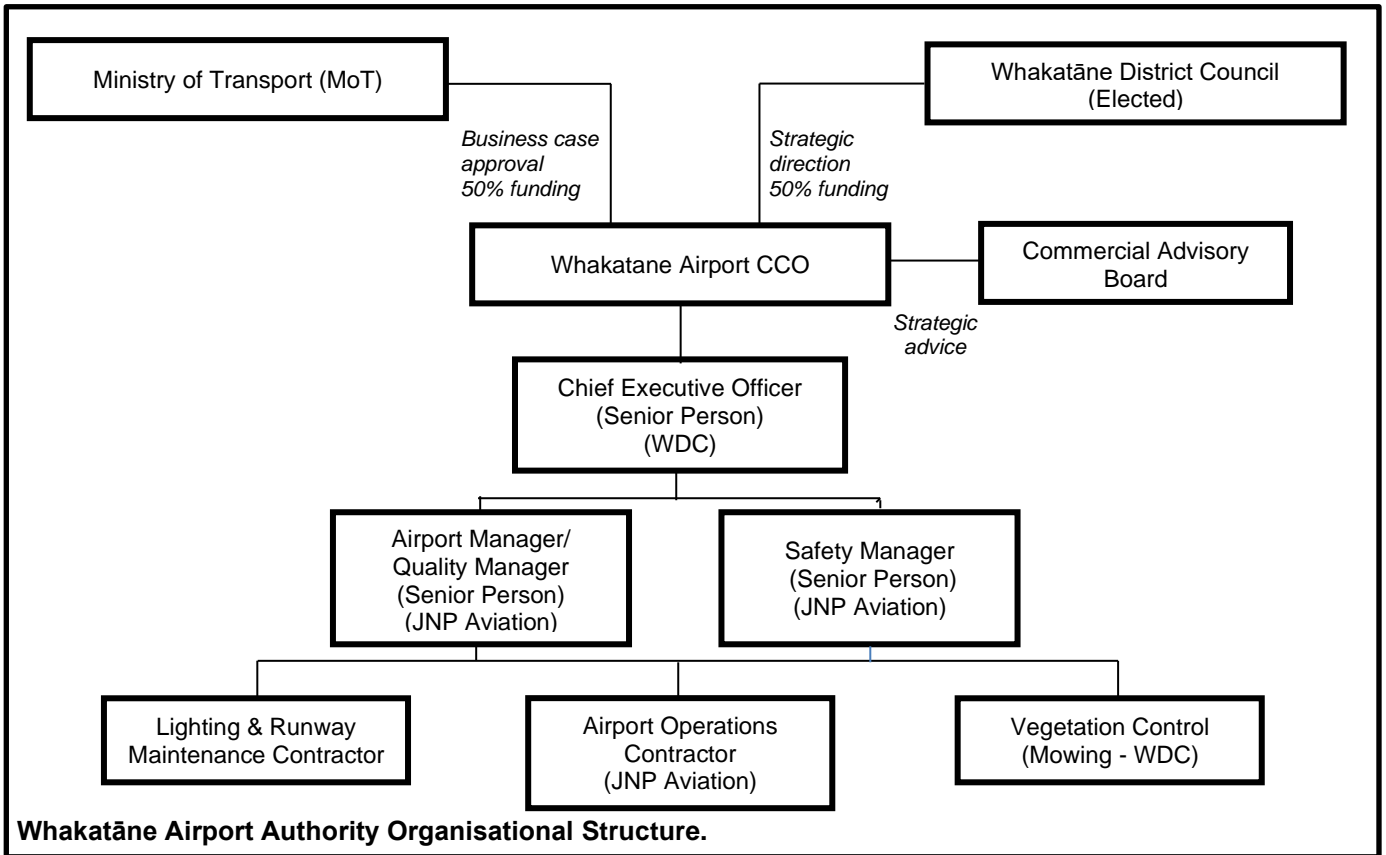 Ministry of Transport (MoT)
Whakatāne District Council
(Elected)
Business case
approval
50% funding
Strategic
direction
50% funding
Whakatane Airport CCO
Commercial Advisory
Board
Strategic
advice
Chief Executive Officer
(Senior Person)
(WDC)
Airport Manager/
Quality Manager
(Senior Person)
(JNP Aviation)
Safety Manager
(Senior Person)
(JNP Aviation)
Lighting & Runway
Maintenance Contractor
Airport Operations
Contractor
(JNP Aviation)
Vegetation Control
(Mowing - WDC)
Whakatāne Airport Authority Organisational Structure.